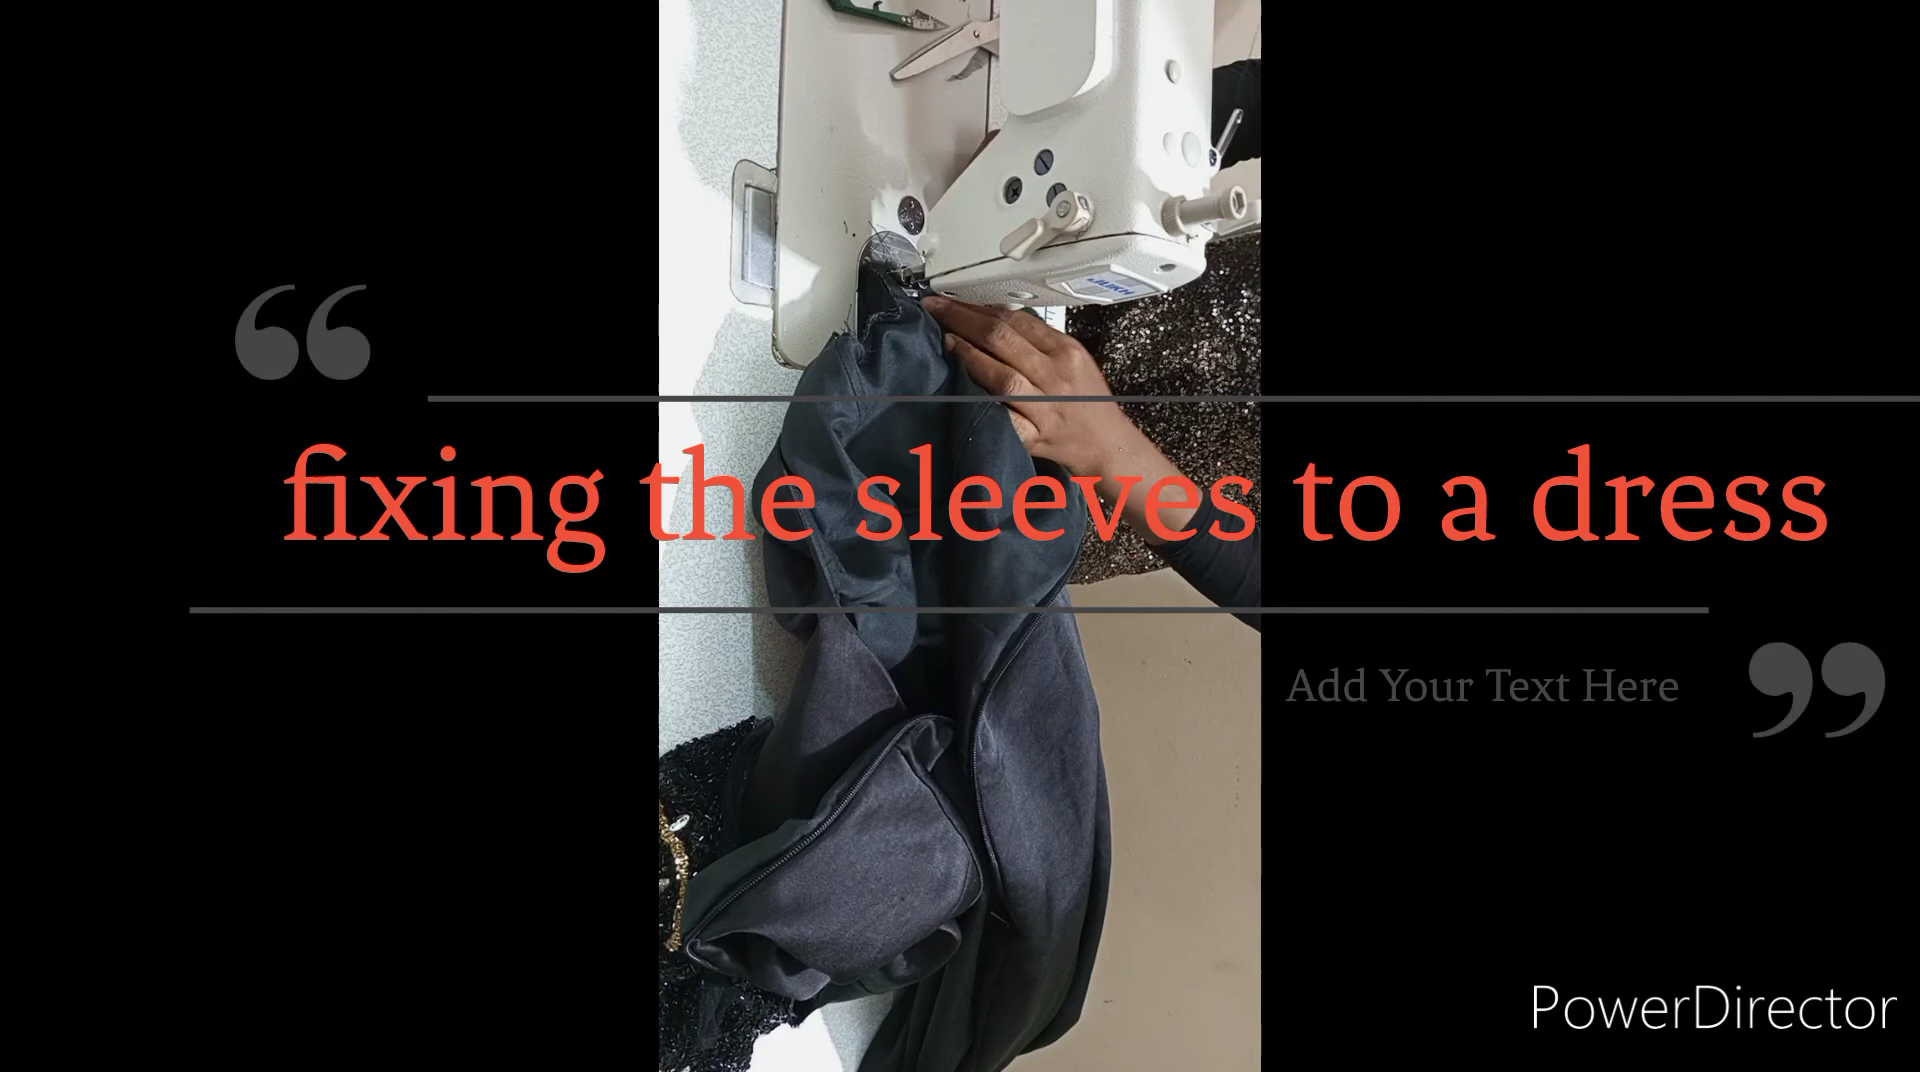 fixing the sleeves to a dress
Add Your Text Here
PowerDirector